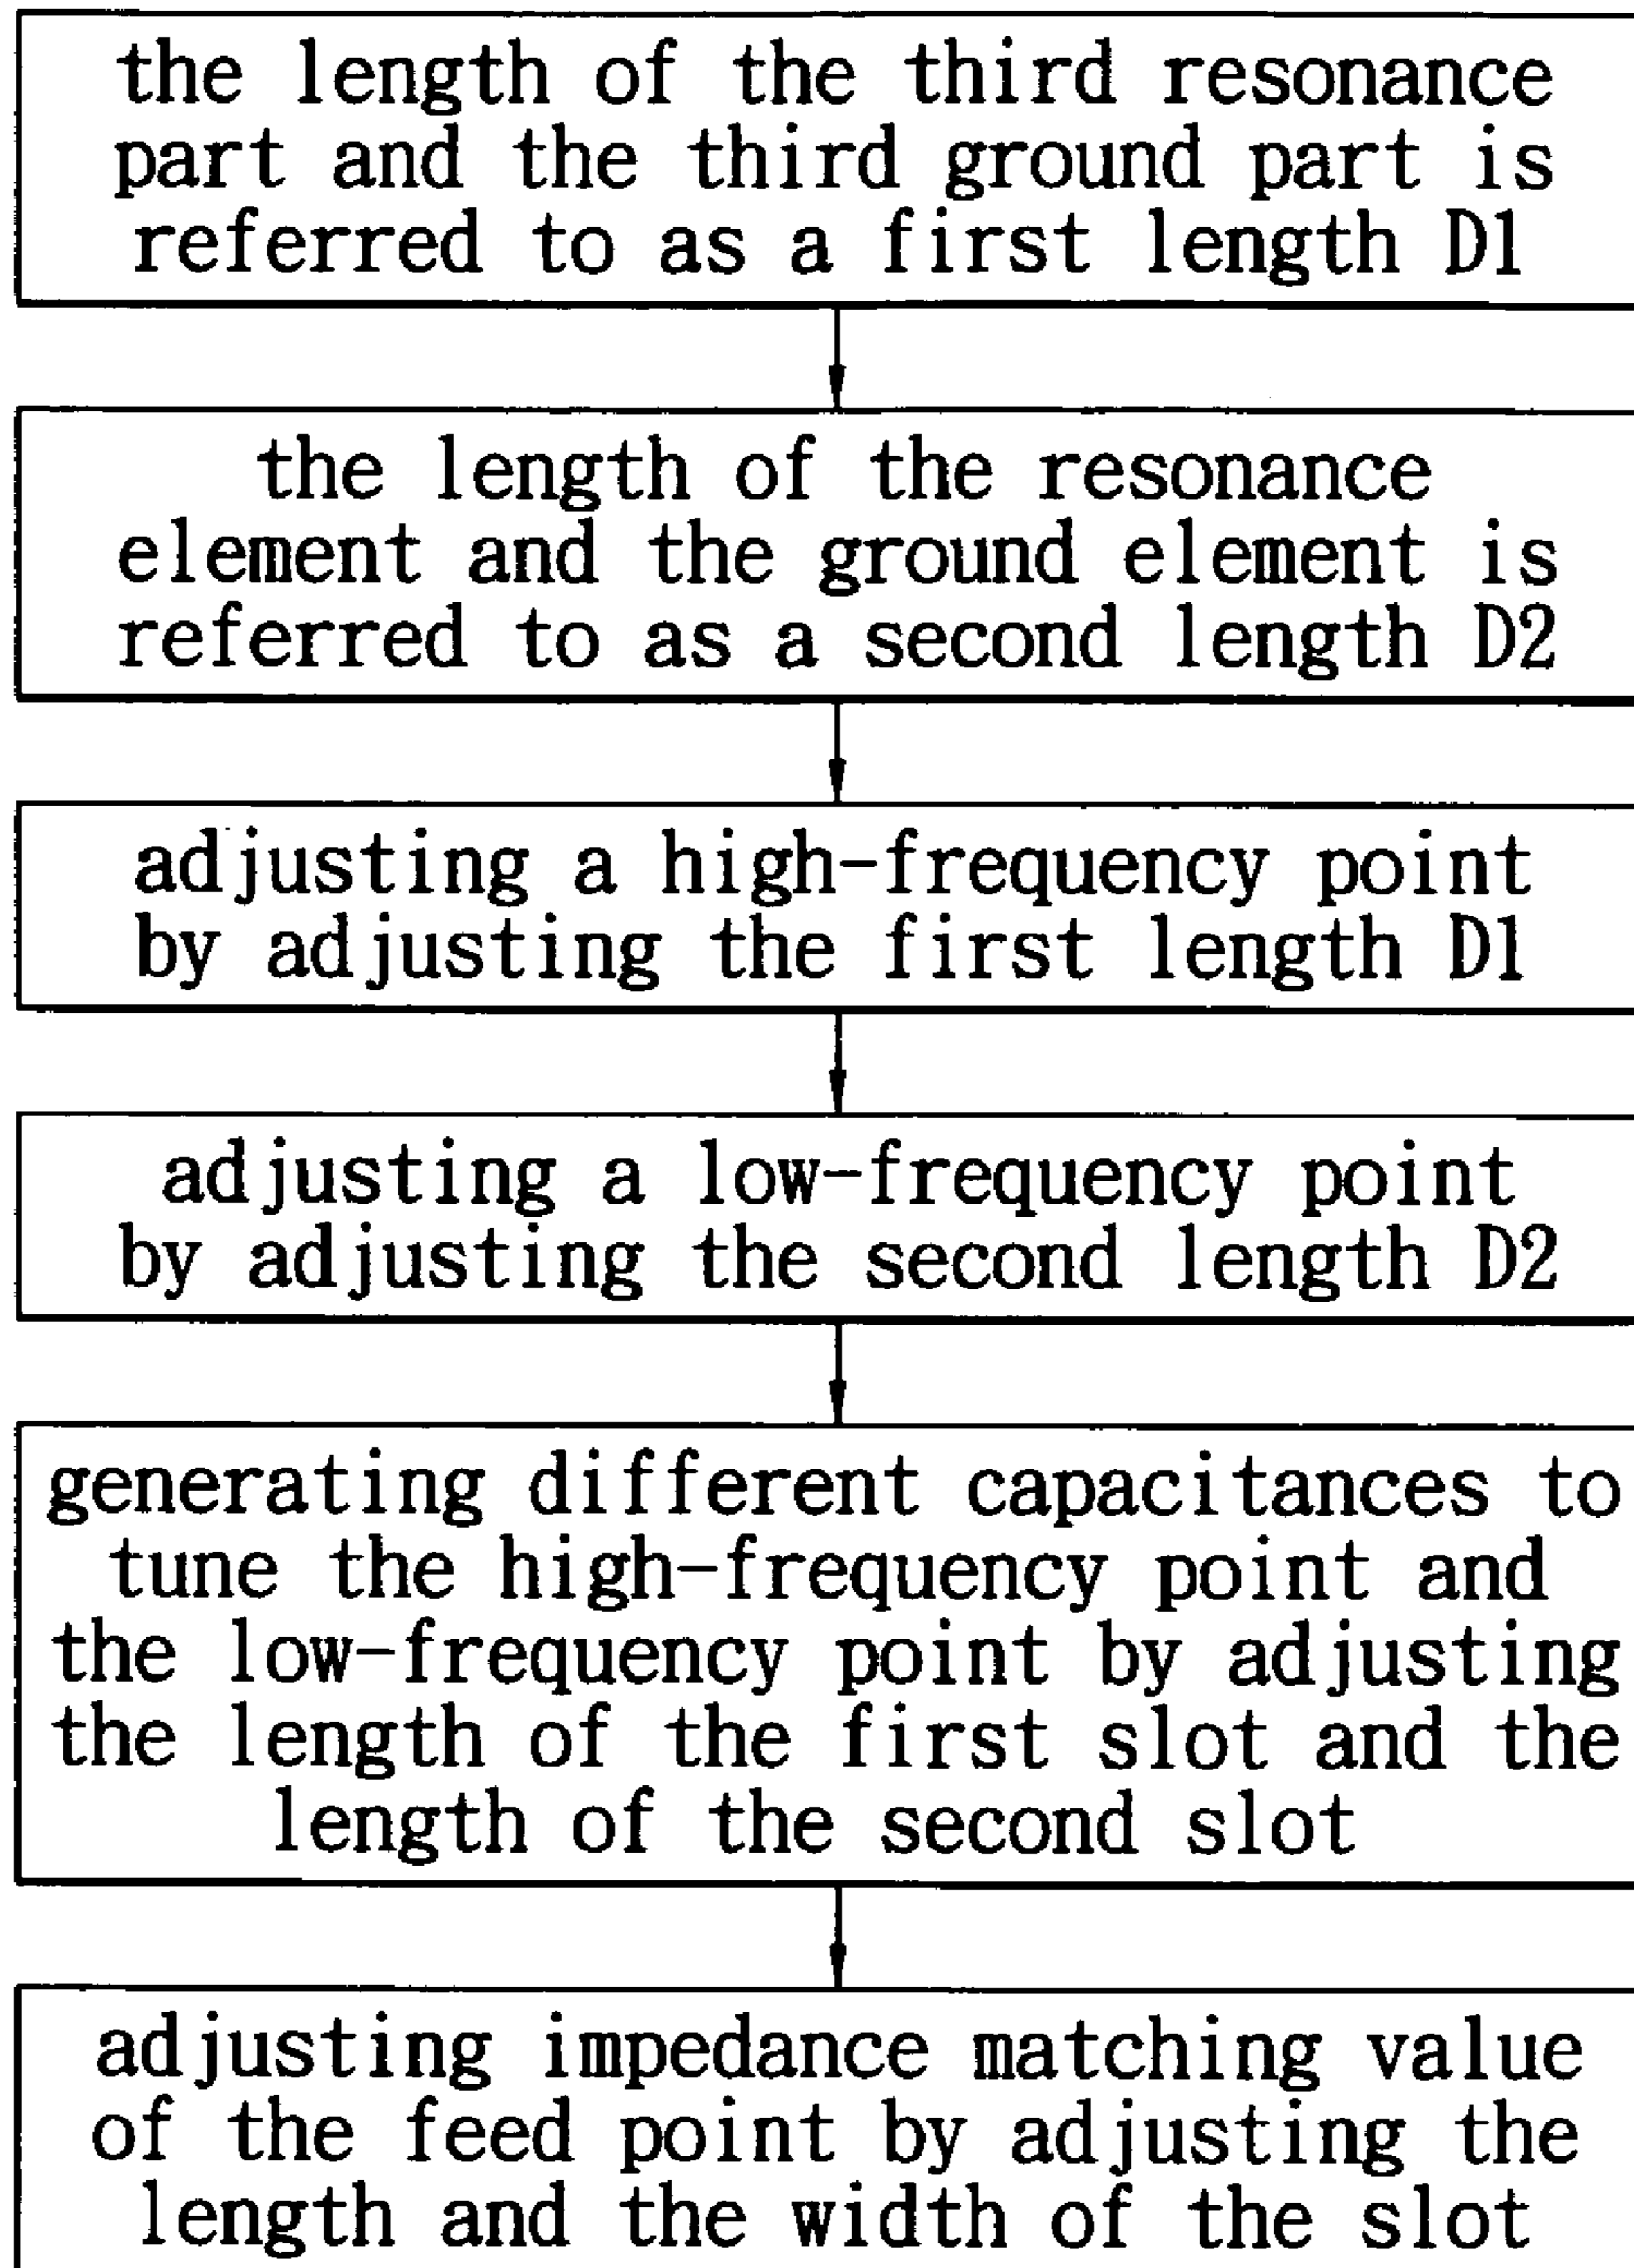 the length of the third resonance
part and the third ground part is
referred to as a first length D1
the length of the resonance
element and the ground element is
referred to as a second length D2
adjusting a high-frequency point
by adjusting the first length D1
adjusting a low-frequency point
by adjusting the second length D2
generating different capacitances to
tune the high-frequency point and
the low-frequency point by adjusting
the length of the first slot and the
length of the second slot
adjusting impedance matching value
of the feed point by adjusting the
length and the width of the slot